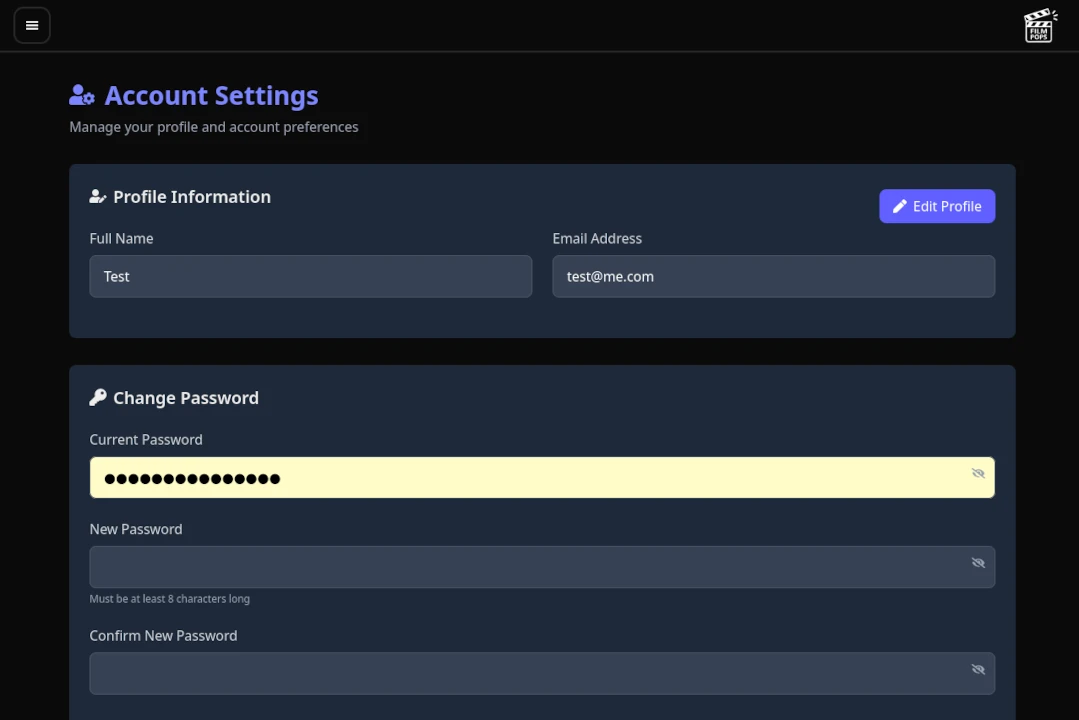 FILM
POPS
Account Settings
Manage your profile and account preferences
Profile Information
Edit Profile
Full Name
Email Address
Test
test@me.com
Change Password
Current Password
●●●●●●●●●●●●●●●
New Password
Must be at least 8 characters long
Confirm New Password